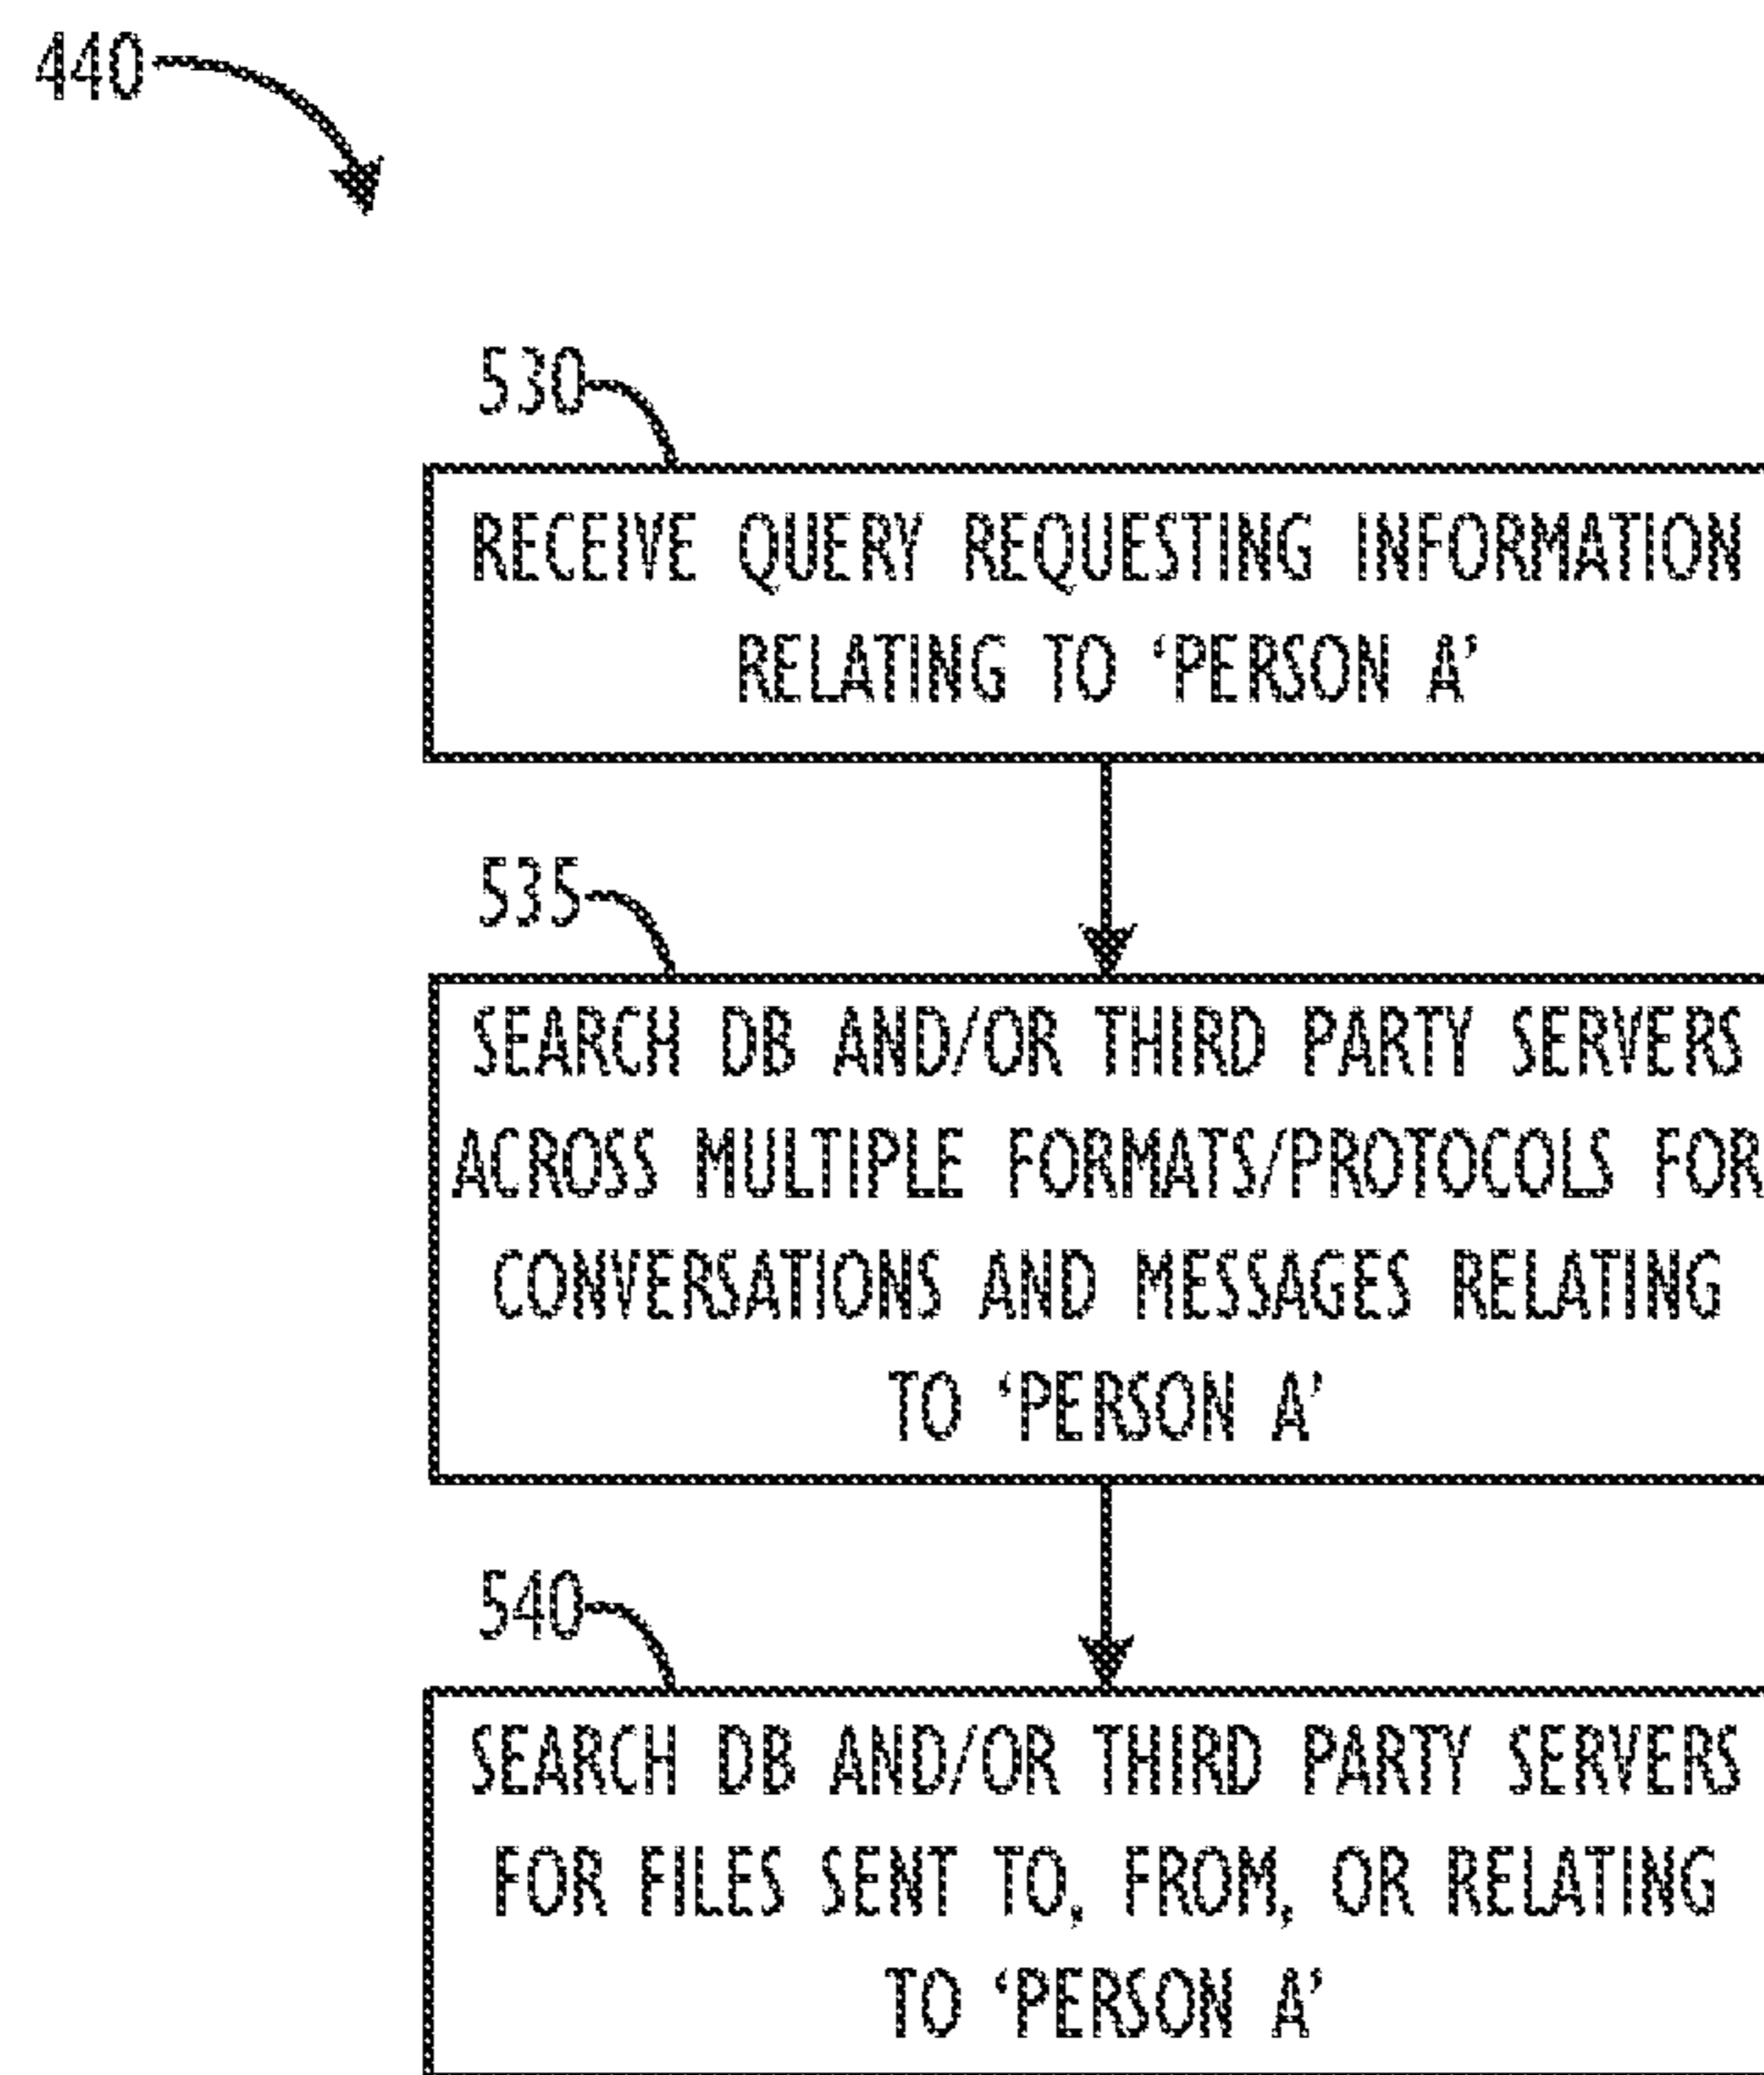 440
530
RECEIVE QUERY REQUESTING INFORMATION
RELATING TO ‘PERSON A’
535
SEARCH DB AND/OR THIRD PARTY SERVERS
ACROSS MULTIPLE FORMATS/PROTOCOLS FOR
CONVERSATIONS AND MESSAGES RELATING
TO ‘PERSON A’
540
SEARCH DB AND/OR THIRD PARTY SERVERS
FOR FILES SENT TO, FROM, OR RELATING
TO ‘PERSON A’